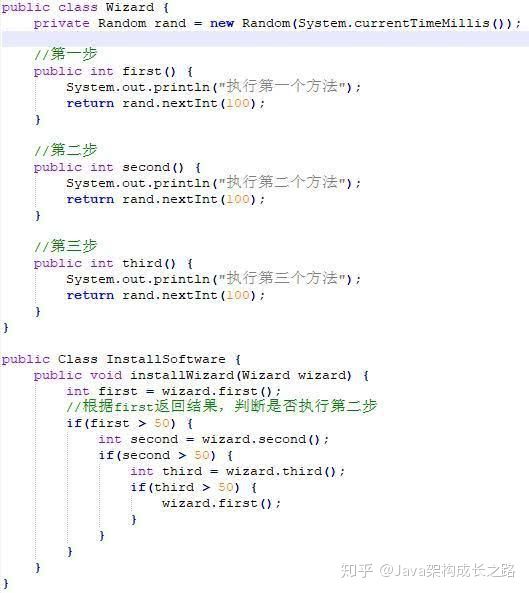 public class Wizard {
    private Random rand = new Random(System.currentTimeMillis());
    //第一步
    public int first() {
        System.out.println("执行第一个方法");
        return rand.nextInt(100);
    }
    //第二步
    public int second() {
        System.out.println("执行第二个方法");
        return rand.nextInt(100);
    }
    //第三步
    public int third() {
        System.out.println("执行第三个方法");
        return rand.nextInt(100);
    }
}
public Class InstallSoftware {
    public void installWizard(Wizard wizard) {
        int first = wizard.first();
        //根据first返回结果，判断是否执行第二步
        if(first > 50) {
            int second = wizard.second();
            if(second > 50) {
                int third = wizard.third();
                if(third > 50) {
                    wizard.first();
                }
            }
        }
    }
}
知乎 @Java架构成长之路